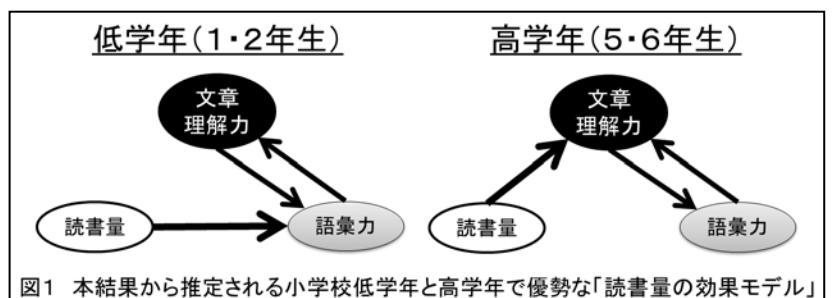 低学年(1・2年生)
高学年(5・6年生)
文章
理解力
読書量
語彙力
文章
理解力
読書量
語彙力
図1 本結果から推定される小学校低学年と高学年で優勢な「読書量の効果モデル」